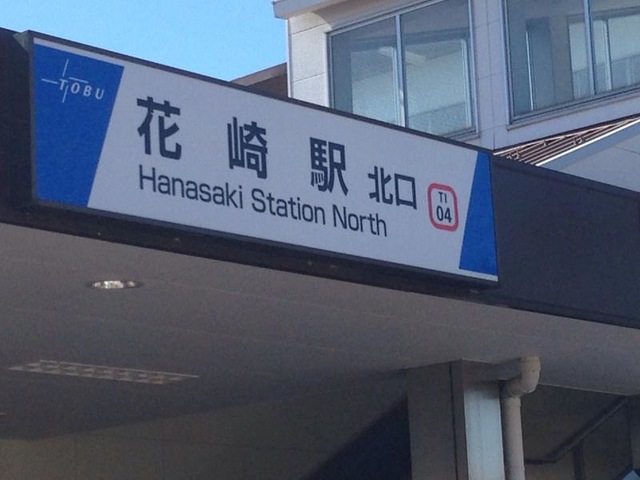 TOBU
花崎駅 北口
Hanasaki Station North
TI
04